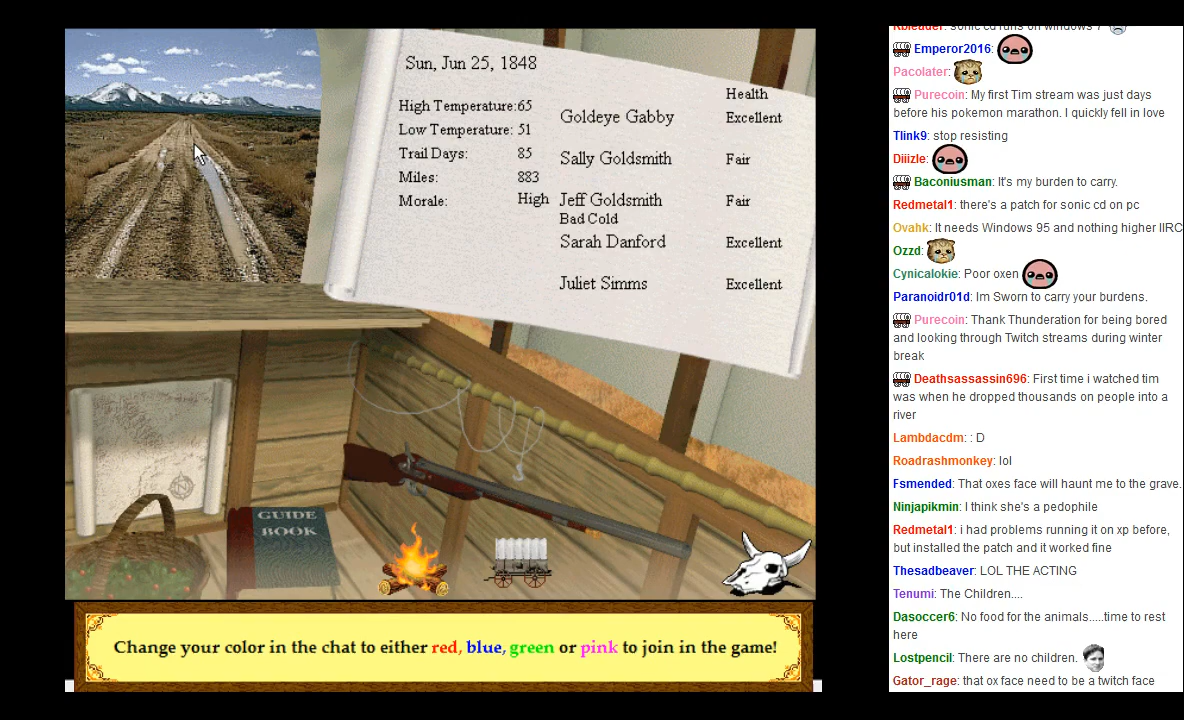 Sun, Jun 25, 1848
High Temperature:65
Low Temperature: 51
Trail Days: 85
Miles: 883
Morale: High
Health
Goldeye Gabby Excellent
Sally Goldsmith Fair
Jeff Goldsmith Fair
Bad Cold
Sarah Danford Excellent
Juliet Simms Excellent
GUIDE
BOOK
N
Change your color in the chat to either red, blue, green or pink to join in the game!
Emperor2016:
Pacolater:
Purecoin: My first Tim stream was just days
before his pokemon marathon. I quickly fell in love
Tlink9: stop resisting
Diiizle:
Baconiusman: It's my burden to carry.
Redmetal1: there's a patch for sonic cd on pc
Ovahk: It needs Windows 95 and nothing higher IIRC
Ozzd:
Cynicalokie: Poor oxen
Paranoidr01d: Im Sworn to carry your burdens.
Purecoin: Thank Thunderation for being bored
and looking through Twitch streams during winter
break
Deathsassassin696: First time i watched tim
was when he dropped thousands on people into a
river
Lambdacdm: : D
Roadrashmonkey: lol
Fsmended: That oxes face will haunt me to the grave.
Ninjapikmin: I think she's a pedophile
Redmetal1: i had problems running it on xp before,
but installed the patch and it worked fine
Thesadbeaver: LOL THE ACTING
Tenumi: The Children....
Dasoccer6: No food for the animals.....time to rest
here
Lostpencil: There are no children.
Gator_rage: that ox face need to be a twitch face